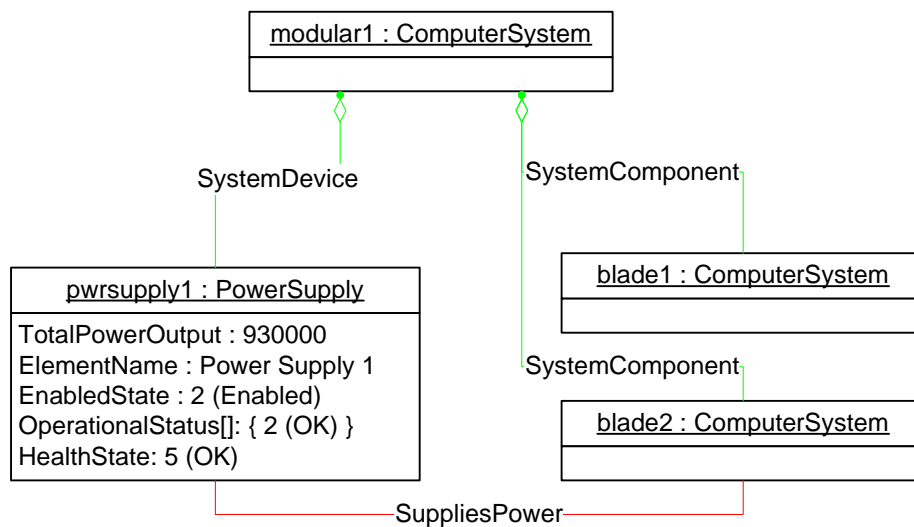 modular1 : ComputerSystem
SystemDevice
SystemComponent
pwrsupply1 : PowerSupply
TotalPowerOutput : 930000
ElementName : Power Supply 1
EnabledState : 2 (Enabled)
OperationalStatus[]: { 2 (OK) }
HealthState: 5 (OK)
blade1 : ComputerSystem
SystemComponent
blade2 : ComputerSystem
SuppliesPower